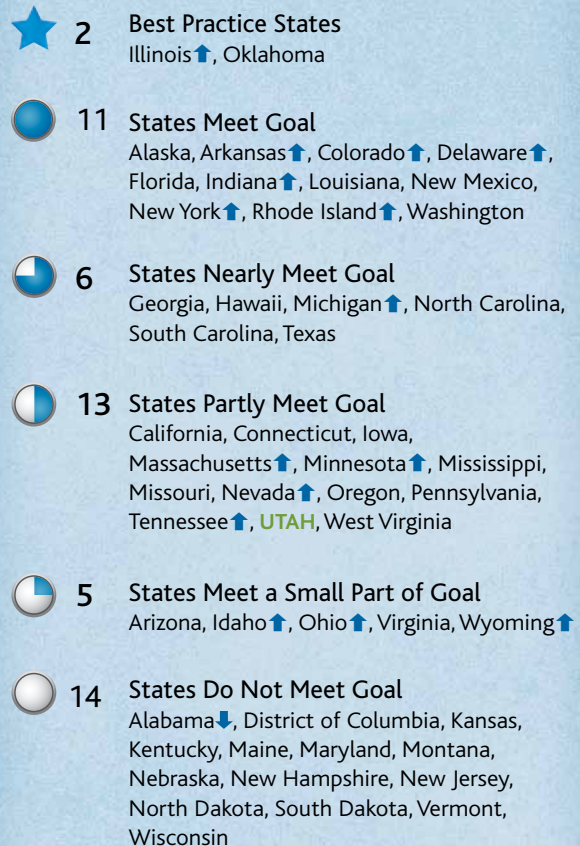 2 Best Practice States
Illinois⬆, Oklahoma
11 States Meet Goal
Alaska, Arkansas⬆, Colorado⬆, Delaware⬆,
Florida, Indiana⬆, Louisiana, New Mexico,
New York⬆, Rhode Island⬆, Washington
6 States Nearly Meet Goal
Georgia, Hawaii, Michigan⬆, North Carolina,
South Carolina, Texas
13 States Partly Meet Goal
California, Connecticut, Iowa,
Massachusetts⬆, Minnesota⬆, Mississippi,
Missouri, Nevada⬆, Oregon, Pennsylvania,
Tennessee⬆, UTAH, West Virginia
5 States Meet a Small Part of Goal
Arizona, Idaho⬆, Ohio⬆, Virginia, Wyoming⬆
14 States Do Not Meet Goal
Alabama⬇, District of Columbia, Kansas,
Kentucky, Maine, Maryland, Montana,
Nebraska, New Hampshire, New Jersey,
North Dakota, South Dakota, Vermont,
Wisconsin